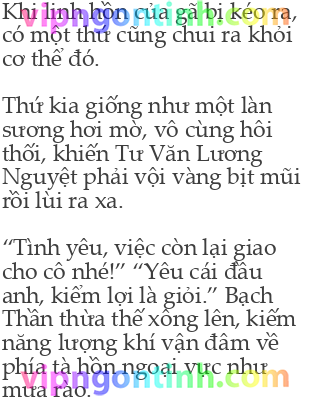 Khi linh hồn của gã bị kéo ra,
có một thứ cũng chui ra khỏi
cơ thể đó.
Thứ kia giống như một làn
sương hơi mờ, vô cùng hôi
thối, khiến Tư Văn Lương
Nguyệt phải vội vàng bịt mũi
rồi lùi ra xa.
“Tình yêu, việc còn lại giao
cho cô nhé!” “Yêu cái đầu
anh, kiểm lợi là giỏi.” Bạch
Thần thừa thế xông lên, kiếm
năng lượng khí vận đâm về
phía tà hồn ngoại vực như
mưa rào.
vipngontinh.com
vipngontinh.com